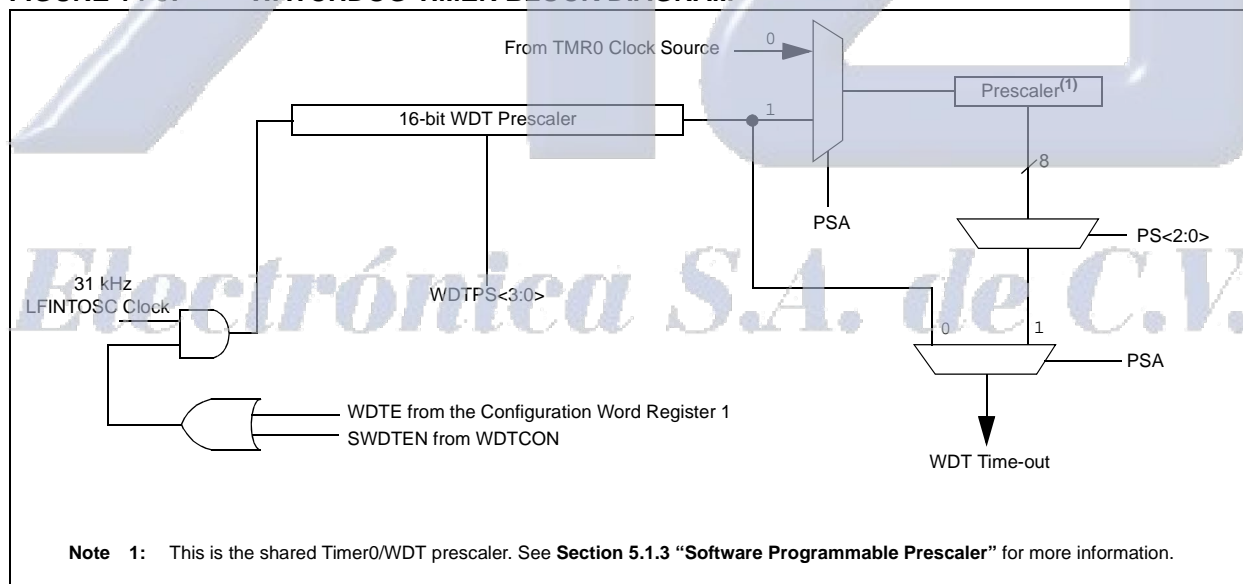 From TMR0 Clock Source
0
Prescaler(1)
16-bit WDT Prescaler
1
8
PSA
PS<2:0>
31 kHz
LFINTOSC Clock
WDTPS<3:0>
Electrónica S.A. de C.V.
0
1
PSA
WDTE from the Configuration Word Register 1
SWDTEN from WDTCON
WDT Time-out
Note 1: This is the shared Timer0/WDT prescaler. See Section 5.1.3 “Software Programmable Prescaler” for more information.